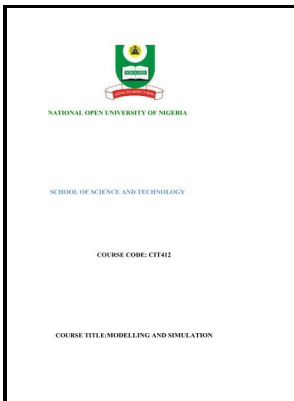 NATIONAL OPEN UNIVERSITY OF NIGERIA
SCHOOL OF SCIENCE AND TECHNOLOGY
COURSE CODE: CIT412
COURSE TITLE:MODELLING AND SIMULATION